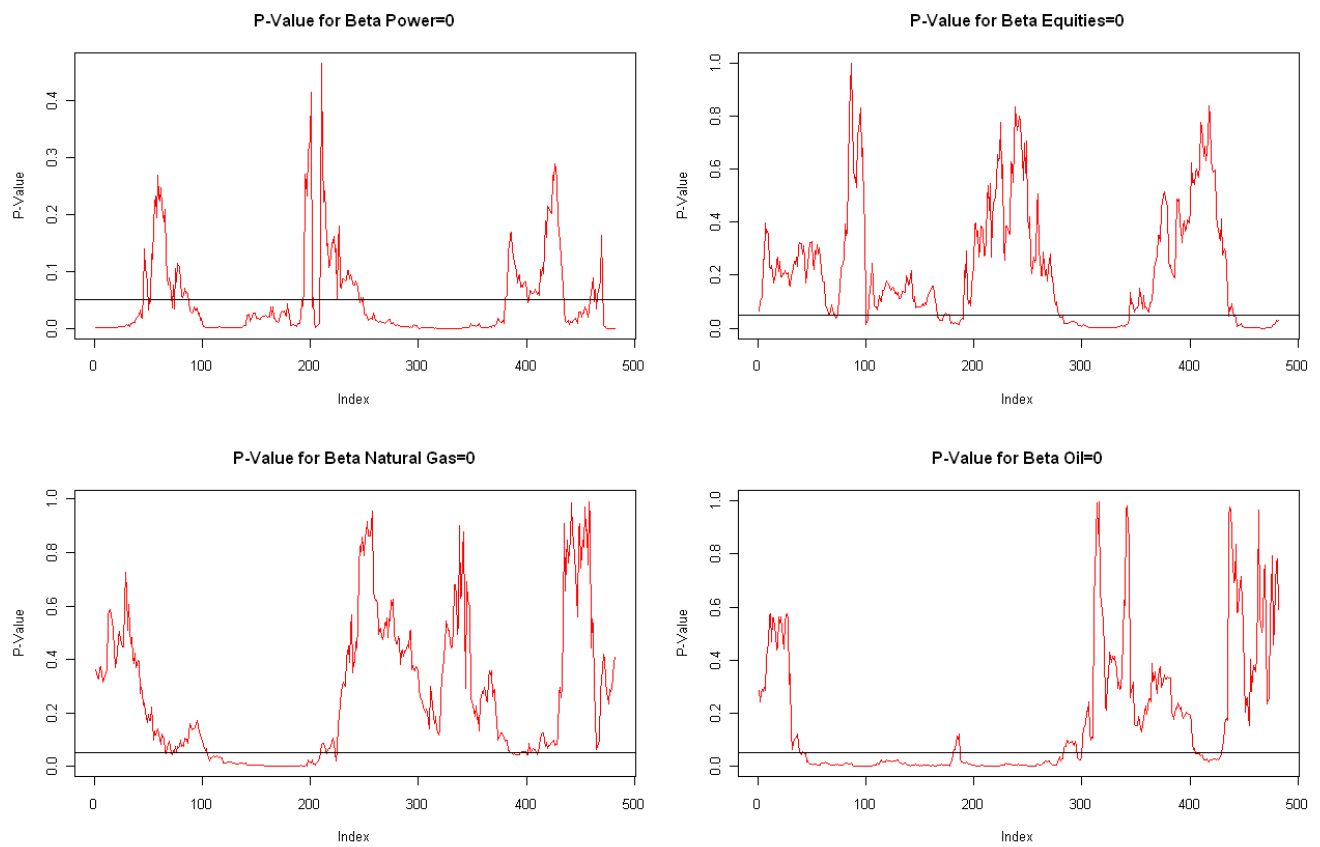 P-Value for Beta Power=0
P-Value
0.0 0.1 0.2 0.3 0.4
0 100 200 300 400 500
Index
P-Value for Beta Equities=0
P-Value
0.0 0.2 0.4 0.6 0.8 1.0
0 100 200 300 400 500
Index
P-Value for Beta Natural Gas=0
P-Value
0.0 0.2 0.4 0.6 0.8 1.0
0 100 200 300 400 500
Index
P-Value for Beta Oil=0
P-Value
0.0 0.2 0.4 0.6 0.8 1.0
0 100 200 300 400 500
Index